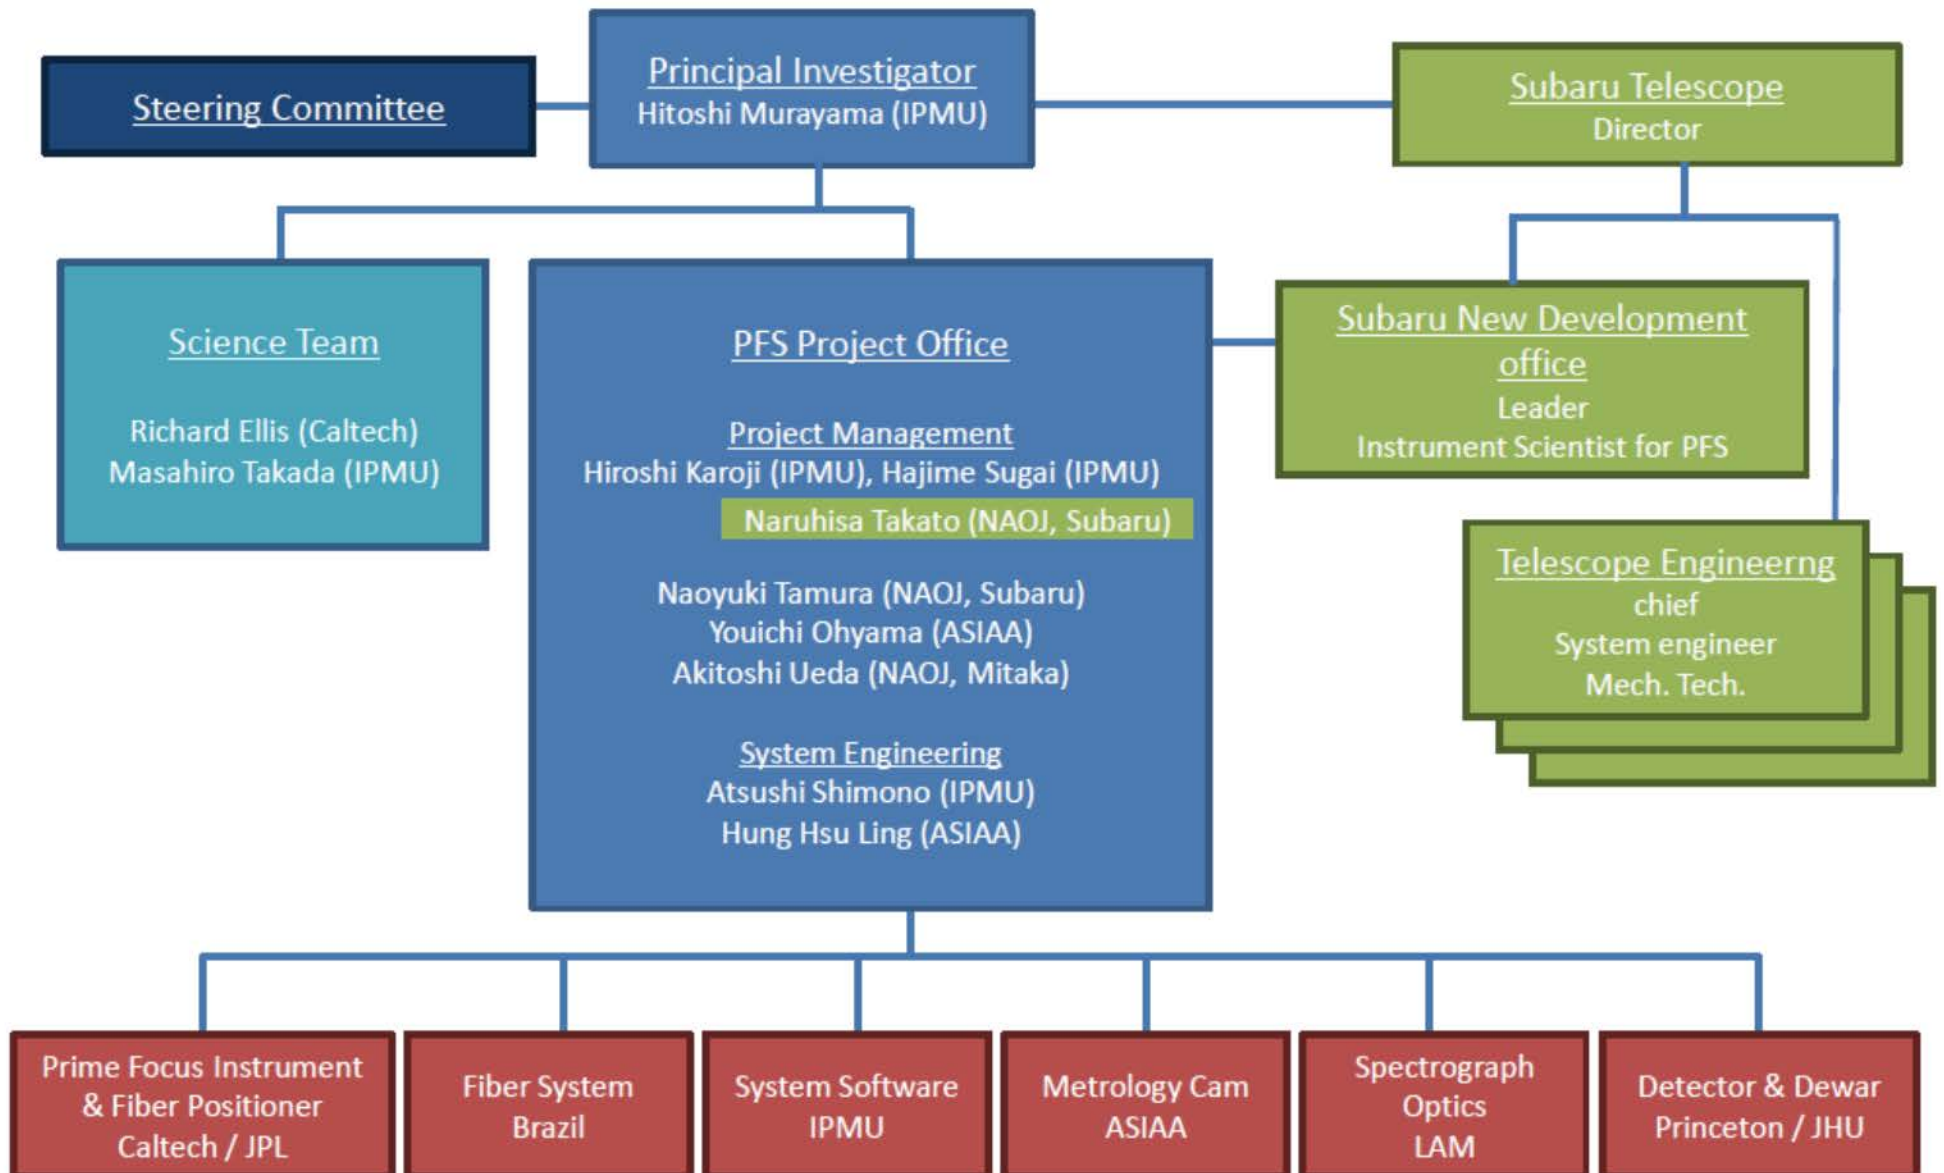 Steering Committee
Principal Investigator
Hitoshi Murayama (IPMU)
Subaru Telescope
Director
Science Team
Richard Ellis (Caltech)
Masahiro Takada (IPMU)
PFS Project Office
Project Management
Hiroshi Karoji (IPMU), Hajime Sugai (IPMU)
Naruhisa Takato (NAOJ, Subaru)
Naoyuki Tamura (NAOJ, Subaru)
Youichi Ohyama (ASIAA)
Akitoshi Ueda (NAOJ, Mitaka)
System Engineering
Atsushi Shimono (IPMU)
Hung Hsu Ling (ASIAA)
Subaru New Development
office
Leader
Instrument Scientist for PFS
Telescope Engineerng
chief
System engineer
Mech. Tech.
Prime Focus Instrument
& Fiber Positioner
Caltech / JPL
Fiber System
Brazil
System Software
IPMU
Metrology Cam
ASIAA
Spectrograph
Optics
LAM
Detector & Dewar
Princeton / JHU